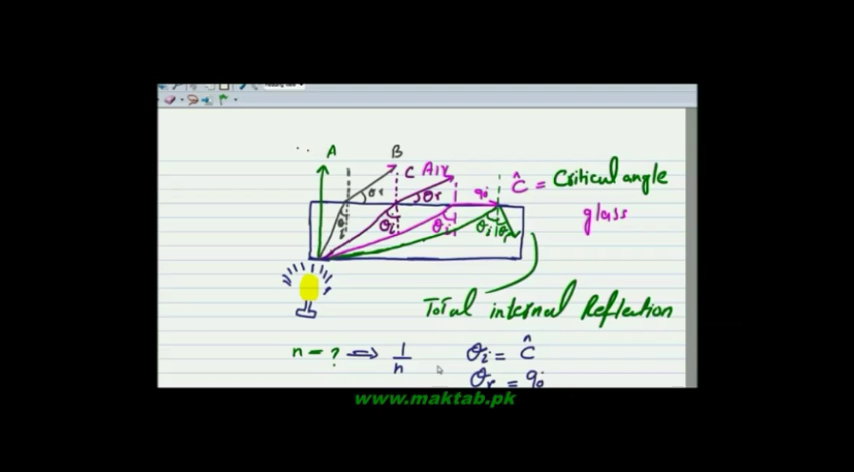 A B
C Air
θr
θr
90
Ĉ = Critical angle
glass
θi
θi
θi
θi θr
Total internal Reflection
n = ? ⇒ 1/n
θi = Ĉ
θr = 90
www.maktab.pk